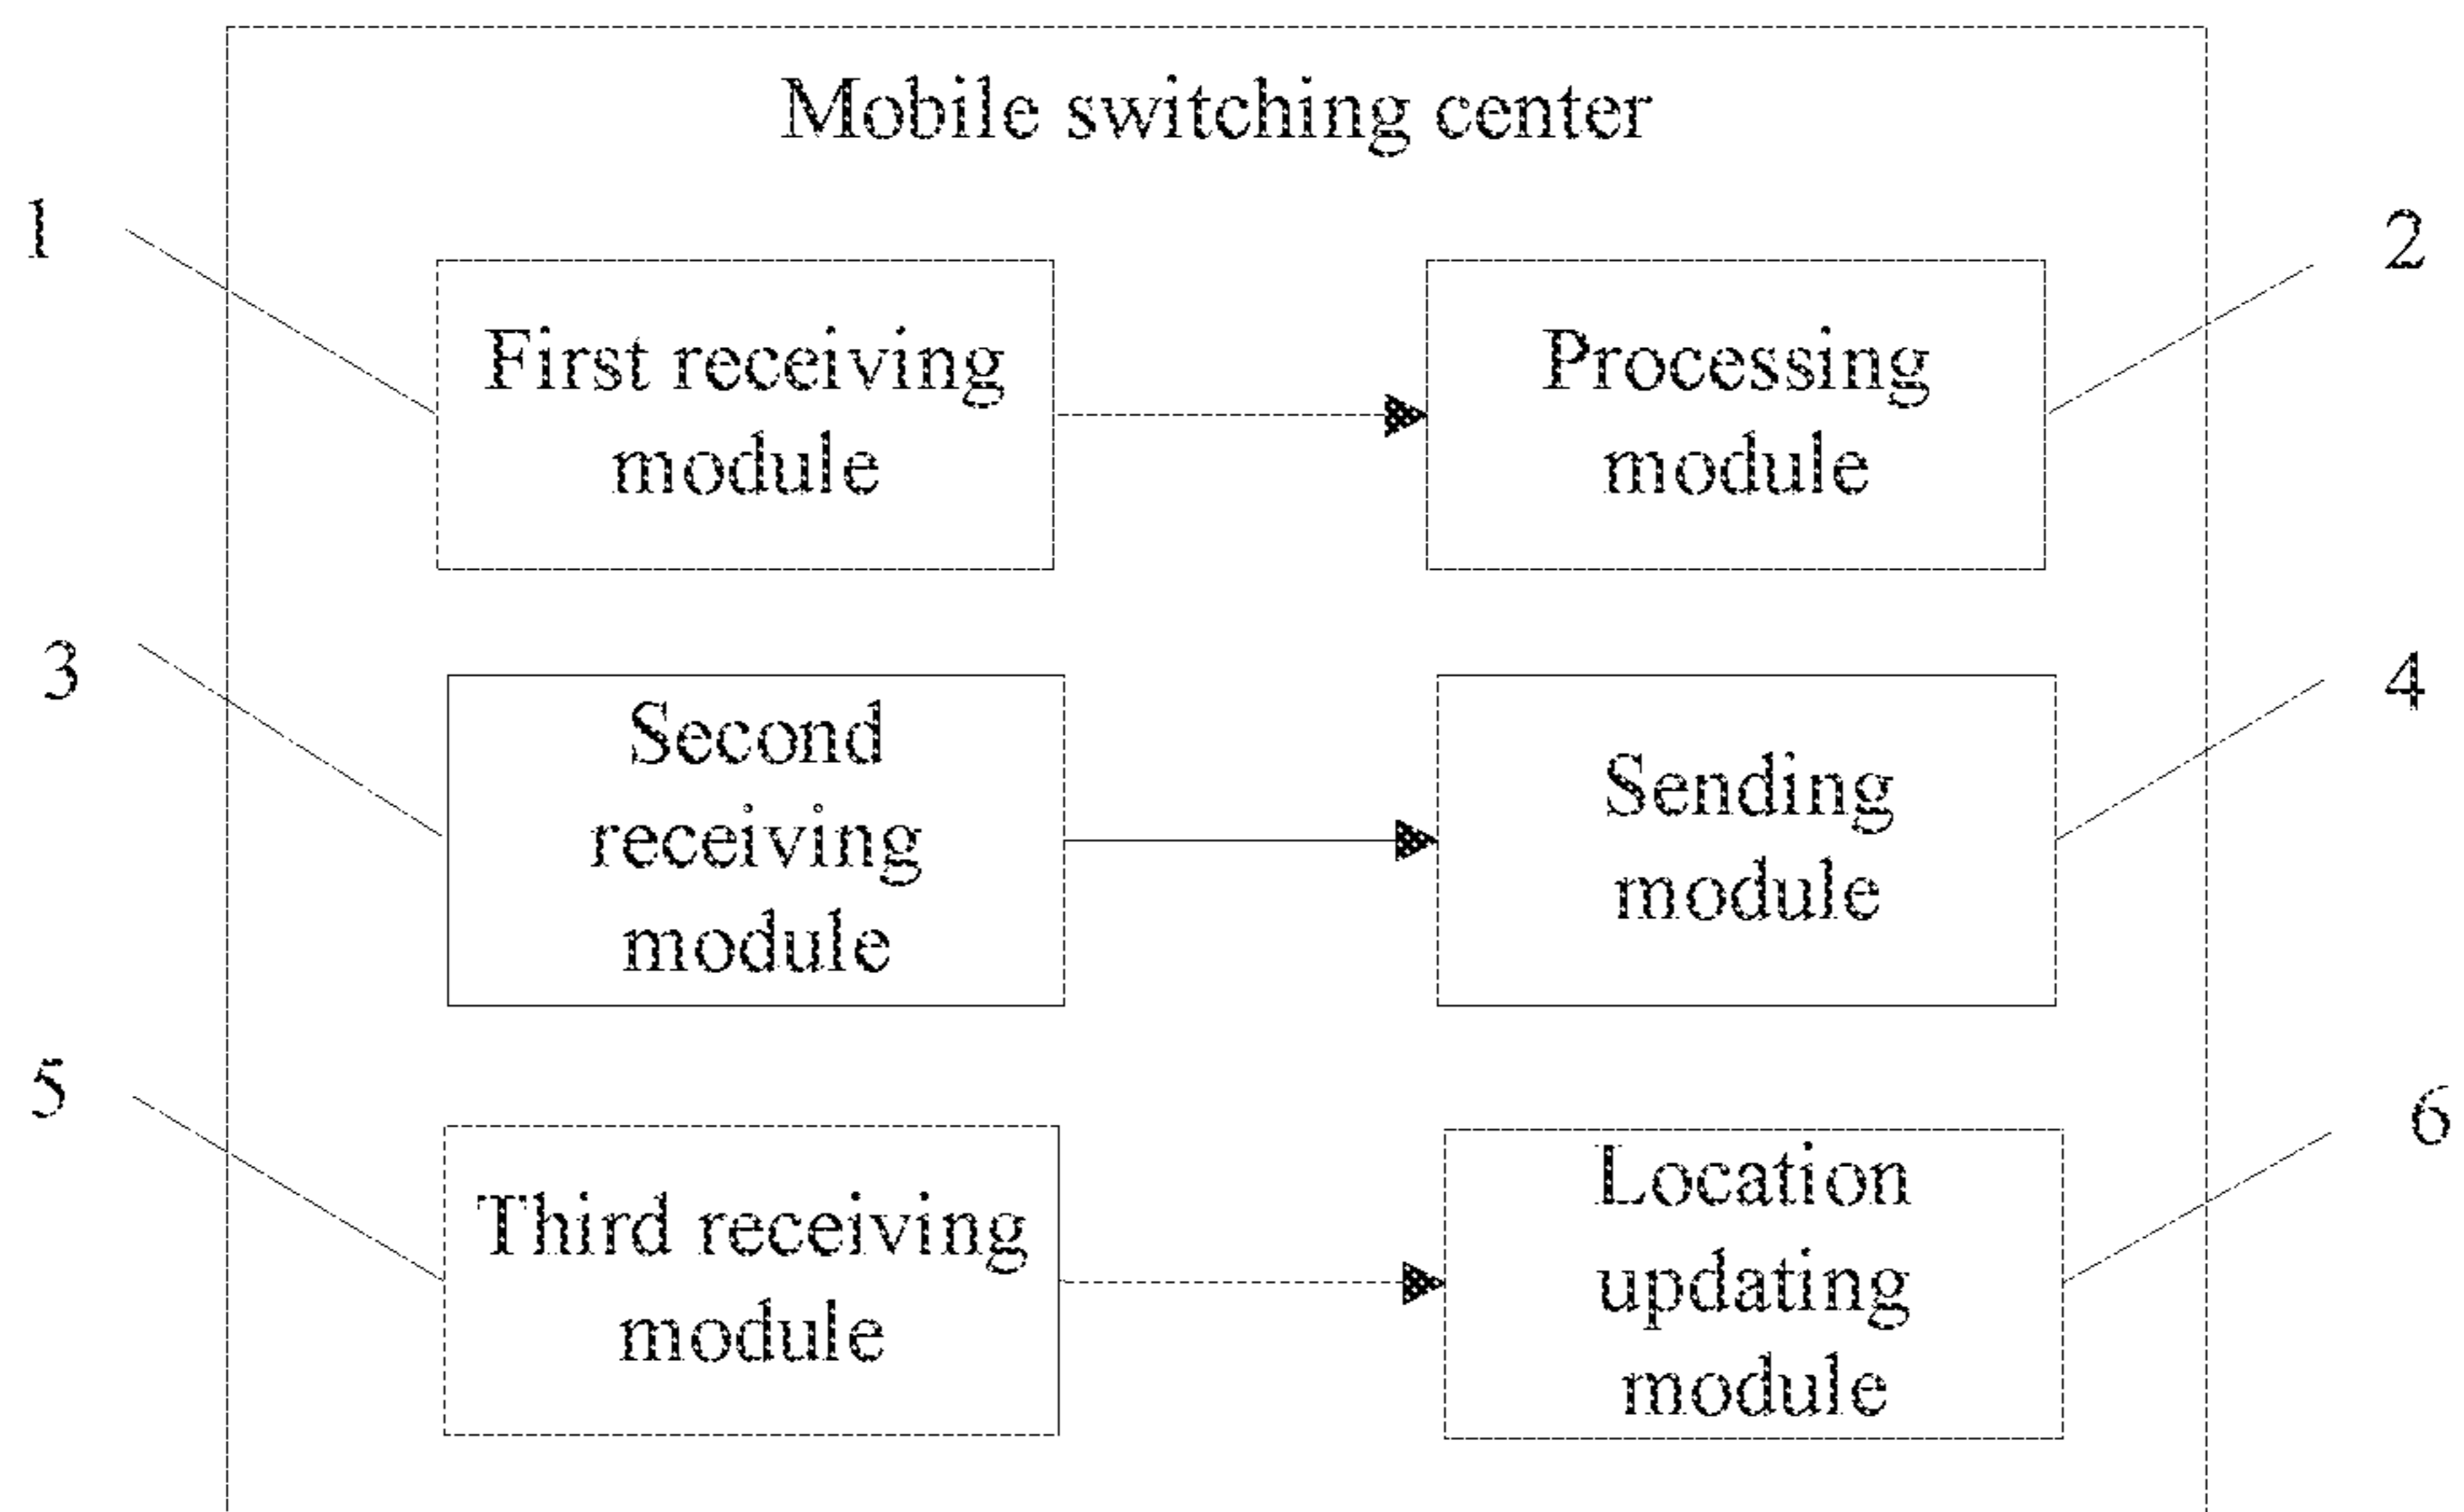 Mobile switching center
1
2
First receiving
module
Processing
module
3
4
Second
receiving
module
Sending
module
5
6
Third receiving
module
Location
updating
module